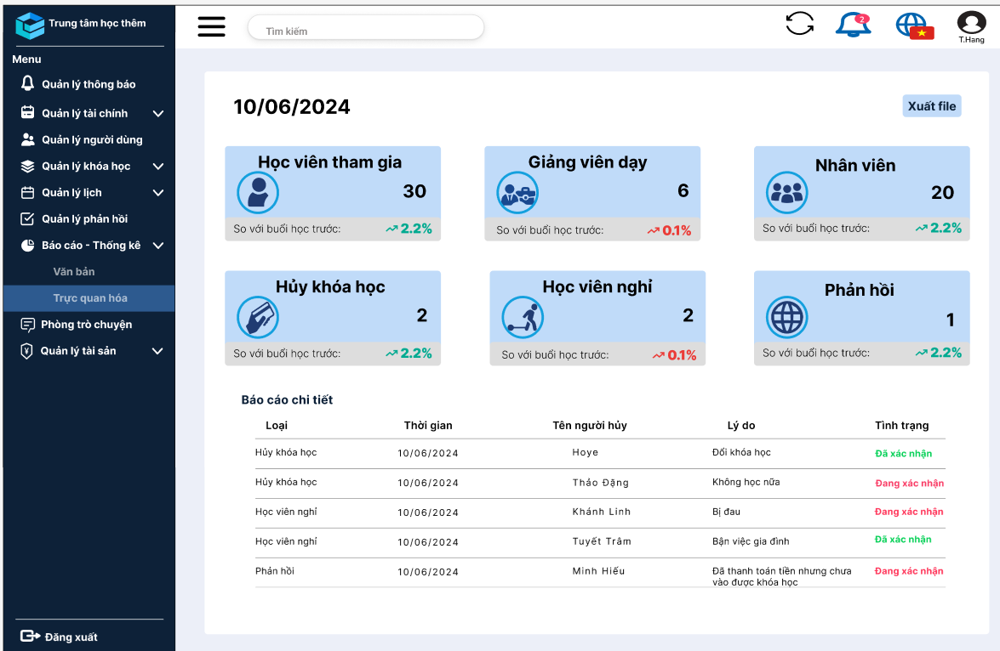 Trung tâm học thêm
Tìm kiếm
2
T.Hang
Menu
Quản lý thông báo
Quản lý tài chính
Quản lý người dùng
Quản lý khóa học
Quản lý lịch
Quản lý phản hồi
Báo cáo - Thống kê
Văn bản
Trực quan hóa
Phòng trò chuyện
Quản lý tài sản
Đăng xuất
10/06/2024
Xuất file
Học viên tham gia
30
So với buổi học trước: 2.2%
Giảng viên dạy
6
So với buổi học trước: 0.1%
Nhân viên
20
So với buổi học trước: 2.2%
Hủy khóa học
2
So với buổi học trước: 2.2%
Học viên nghỉ
2
So với buổi học trước: 0.1%
Phản hồi
1
So với buổi học trước: 2.2%
Báo cáo chi tiết
Loại Thời gian Tên người hủy Lý do Tình trạng
Hủy khóa học 10/06/2024 Hoye Đổi khóa học Đã xác nhận
Hủy khóa học 10/06/2024 Thảo Đặng Không học nữa Đang xác nhận
Học viên nghỉ 10/06/2024 Khánh Linh Bị đau Đang xác nhận
Học viên nghỉ 10/06/2024 Tuyết Trâm Bận việc gia đình Đã xác nhận
Phản hồi 10/06/2024 Minh Hiếu Đã thanh toán tiền nhưng chưa Đang xác nhận
vào được khóa học